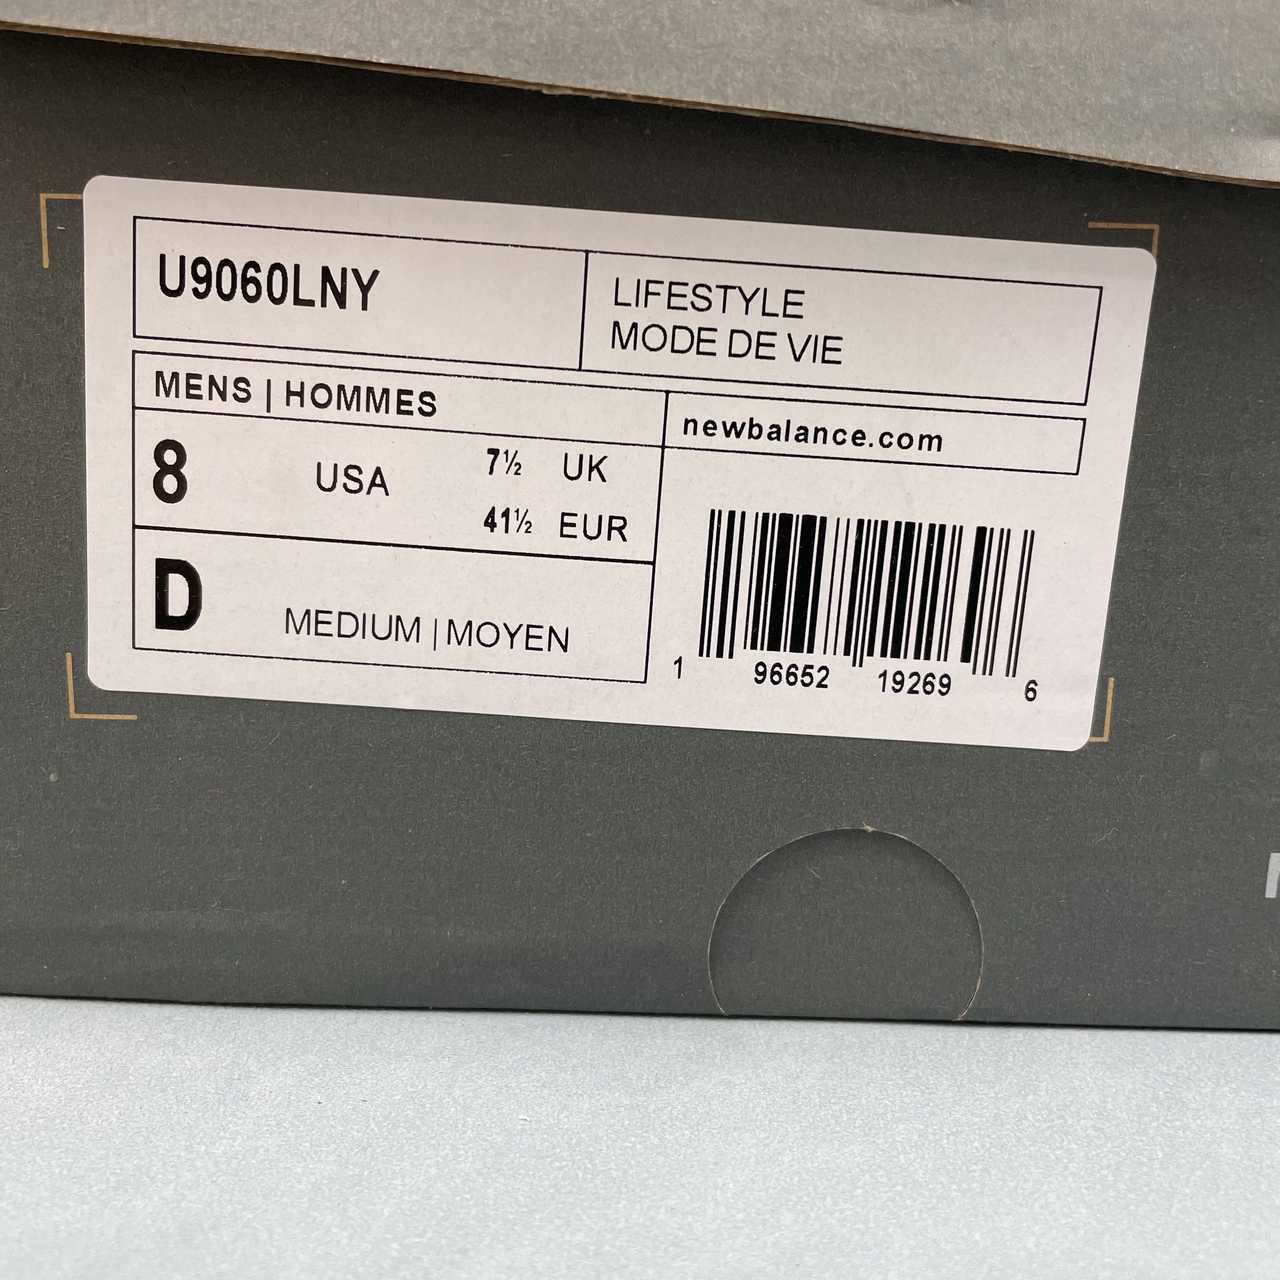 U9060LNY
LIFESTYLE
MODE DE VIE
MENS | HOMMES
newbalance.com
8 USA 7½ UK
41½ EUR
D MEDIUM | MOYEN
1 96652 19269 6